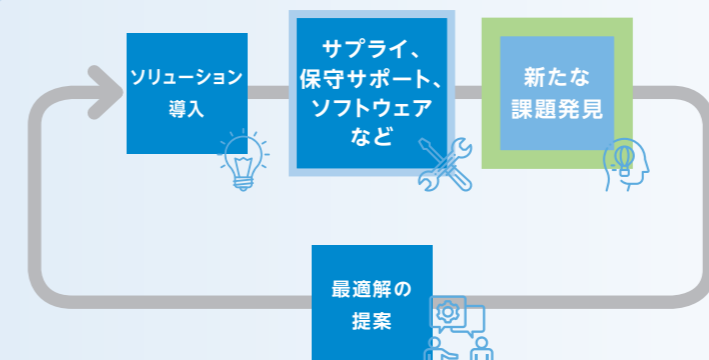 ソリューション
導入
サプライ、
保守サポート、
ソフトウェア
など
新たな
課題発見
最適解の
提案